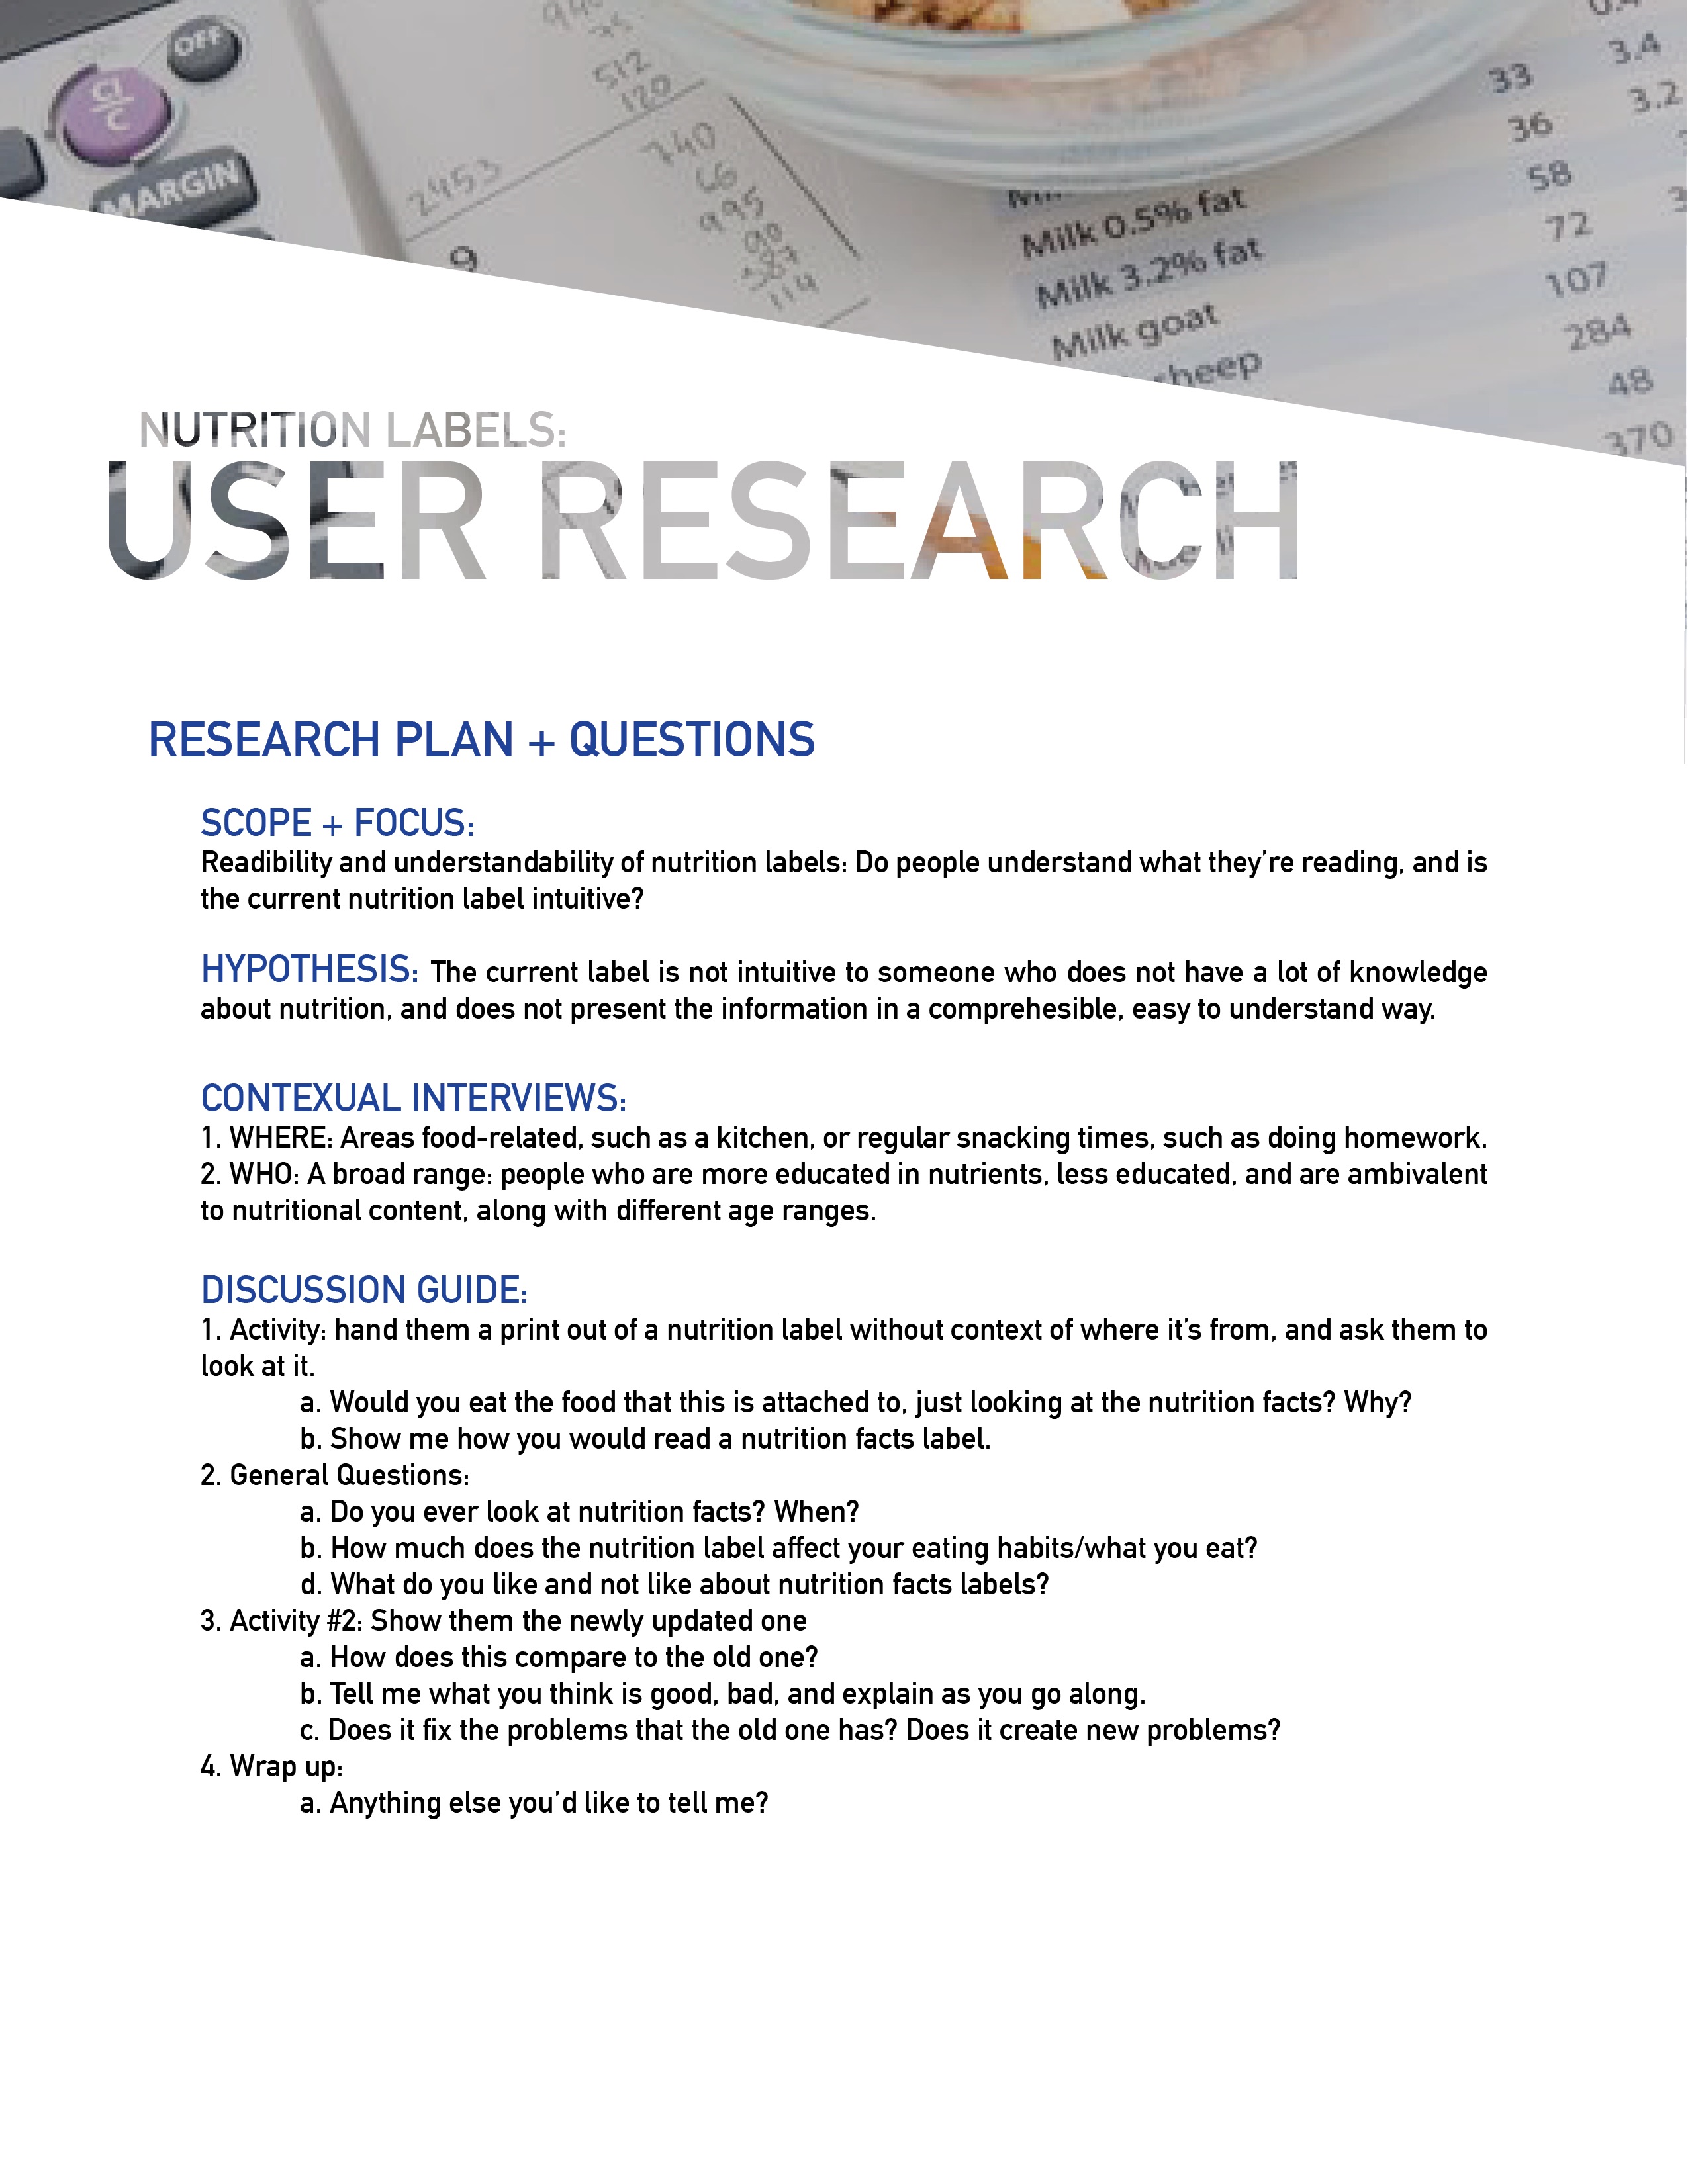 OFF
CI
C
MARGIN
512
120
2453
740
66
995
90
387
114
9
33
3.4
36
3.2
Milk 0.5% fat
58
Milk 3.2% fat
72
Milk goat
107
sheep
284
48
370
NUTRITION LABELS:
USER RESEARCH
RESEARCH PLAN + QUESTIONS
SCOPE + FOCUS:
Readibility and understandability of nutrition labels: Do people understand what they're reading, and is
the current nutrition label intuitive?
HYPOTHESIS: The current label is not intuitive to someone who does not have a lot of knowledge
about nutrition, and does not present the information in a comprehesible, easy to understand way.
CONTEXUAL INTERVIEWS:
1. WHERE: Areas food-related, such as a kitchen, or regular snacking times, such as doing homework.
2. WHO: A broad range: people who are more educated in nutrients, less educated, and are ambivalent
to nutritional content, along with different age ranges.
DISCUSSION GUIDE:
1. Activity: hand them a print out of a nutrition label without context of where it's from, and ask them to
look at it.
a. Would you eat the food that this is attached to, just looking at the nutrition facts? Why?
b. Show me how you would read a nutrition facts label.
2. General Questions:
a. Do you ever look at nutrition facts? When?
b. How much does the nutrition label affect your eating habits/what you eat?
d. What do you like and not like about nutrition facts labels?
3. Activity #2: Show them the newly updated one
a. How does this compare to the old one?
b. Tell me what you think is good, bad, and explain as you go along.
c. Does it fix the problems that the old one has? Does it create new problems?
4. Wrap up:
a. Anything else you'd like to tell me?